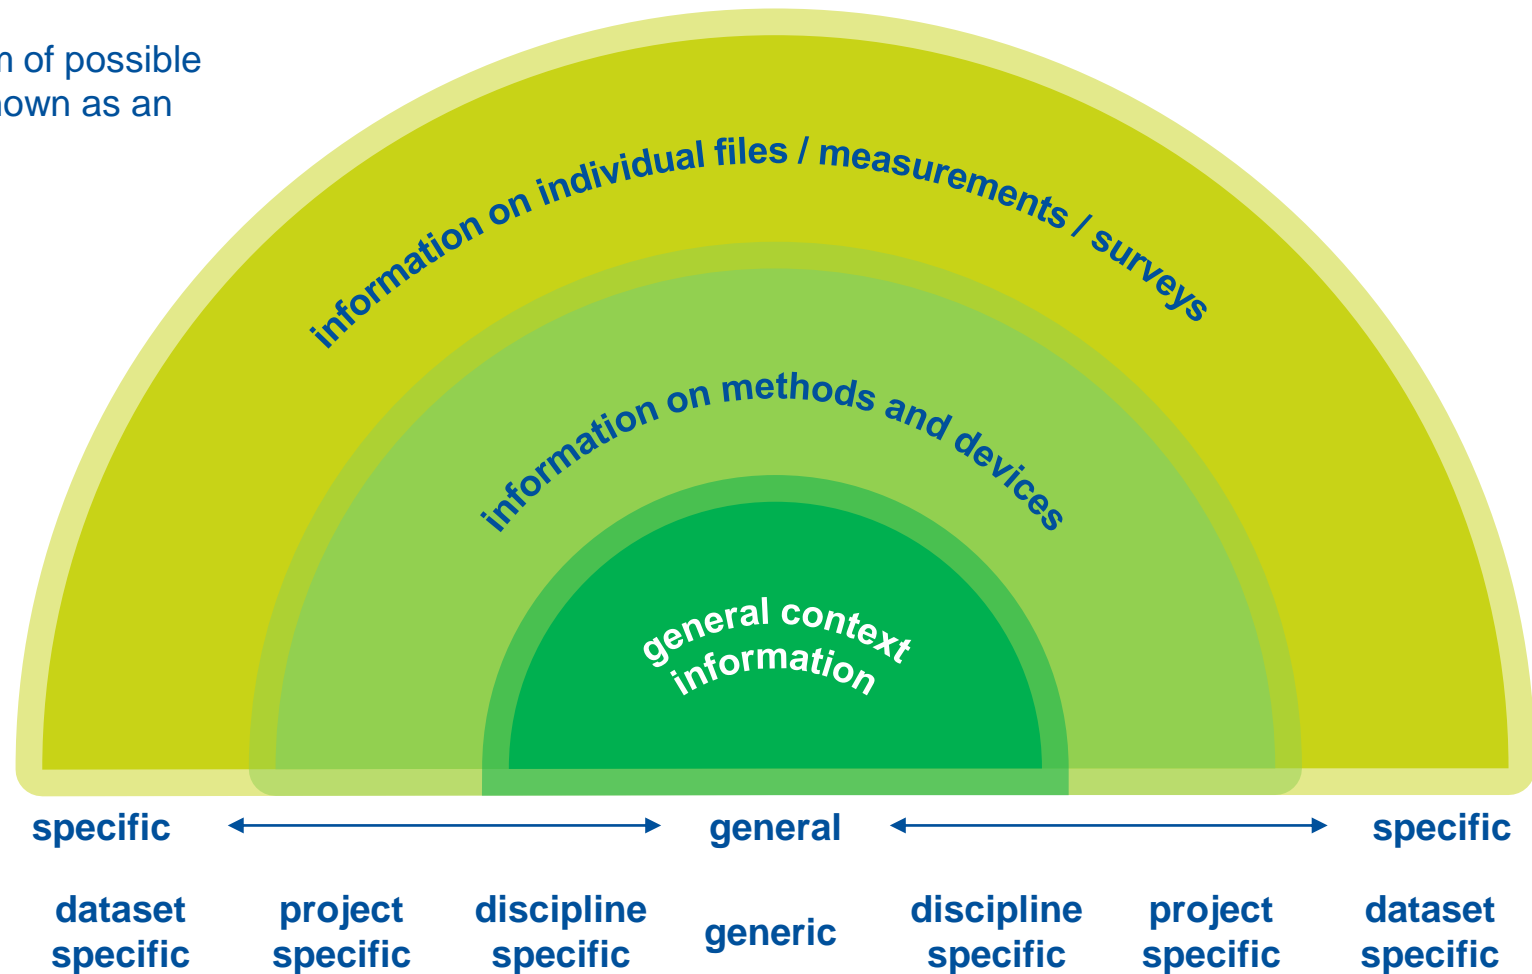 of possible
as an
information on individual files / measurements / surveys
information on methods and devices
general context
information
specific general specific
dataset project discipline generic discipline project dataset
specific specific specific specific specific specific